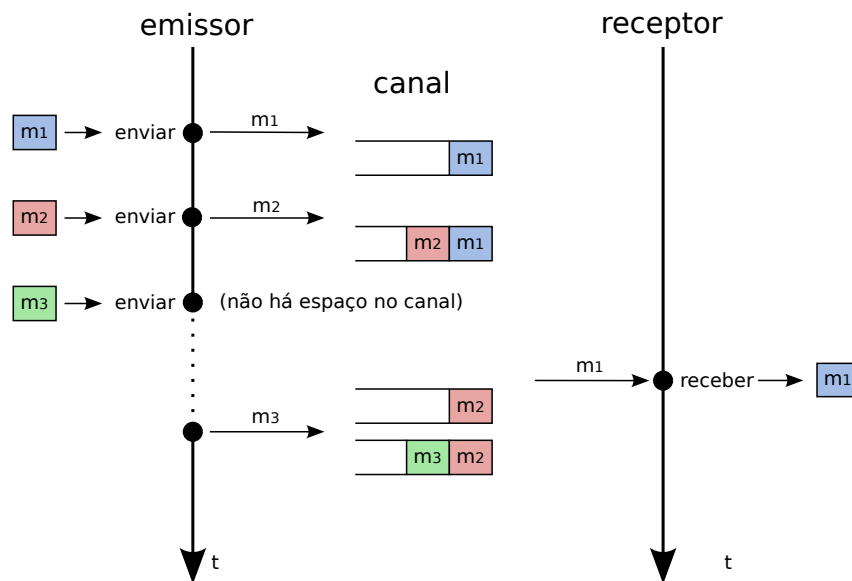 emissor
receptor
canal
m1
enviar
m1
m1
m2
enviar
m2
m2 m1
m3
enviar
(não há espaço no canal)
m1
receber
m1
m2
m3
m3 m2
t
t